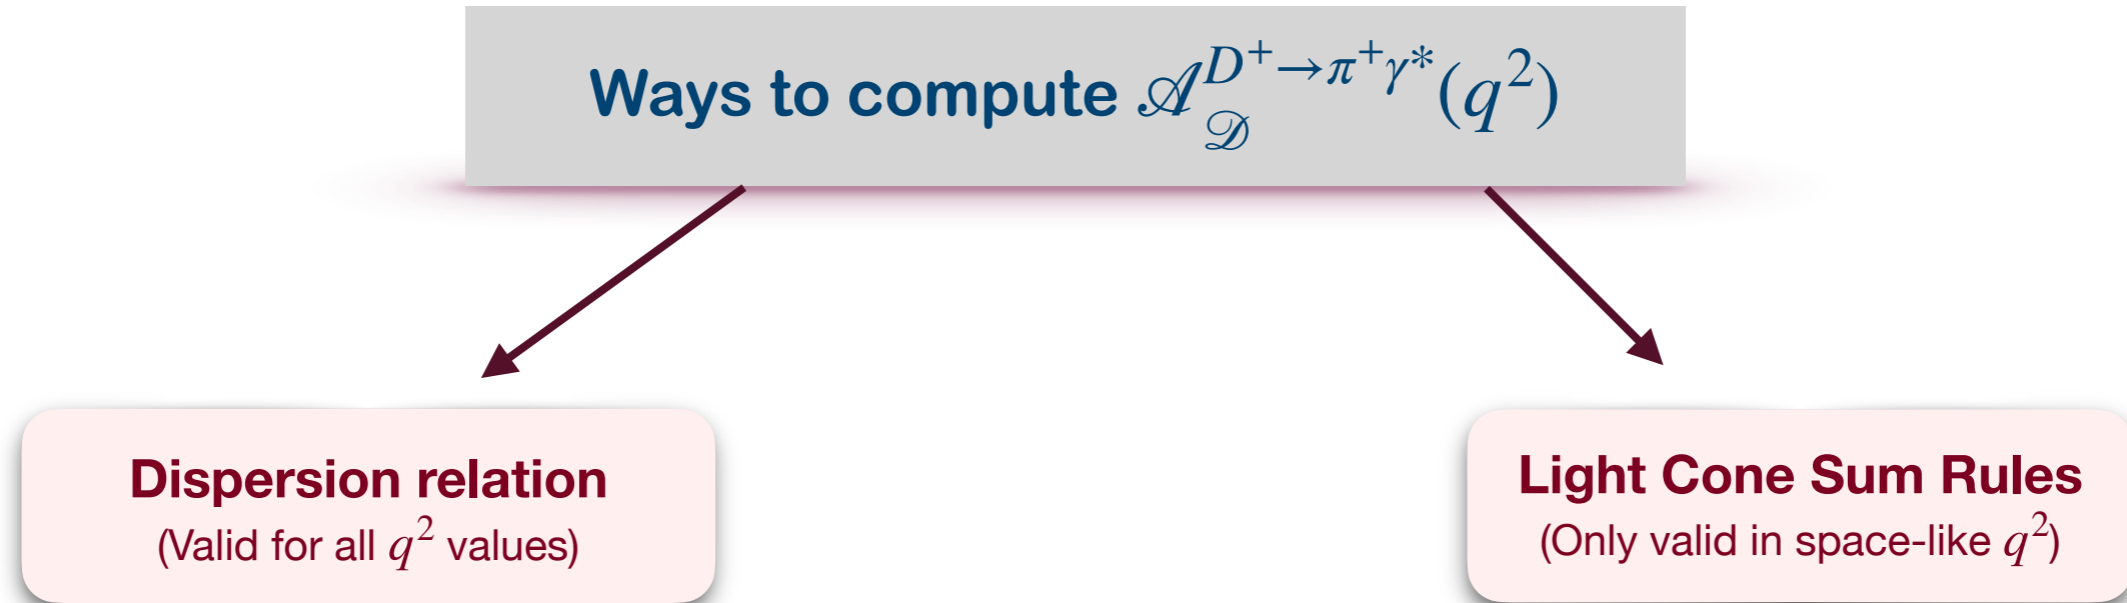 Ways to compute 𝒜_𝒟^{D⁺→π⁺γ*}(q²)
Dispersion relation
(Valid for all q² values)
Light Cone Sum Rules
(Only valid in space-like q²)